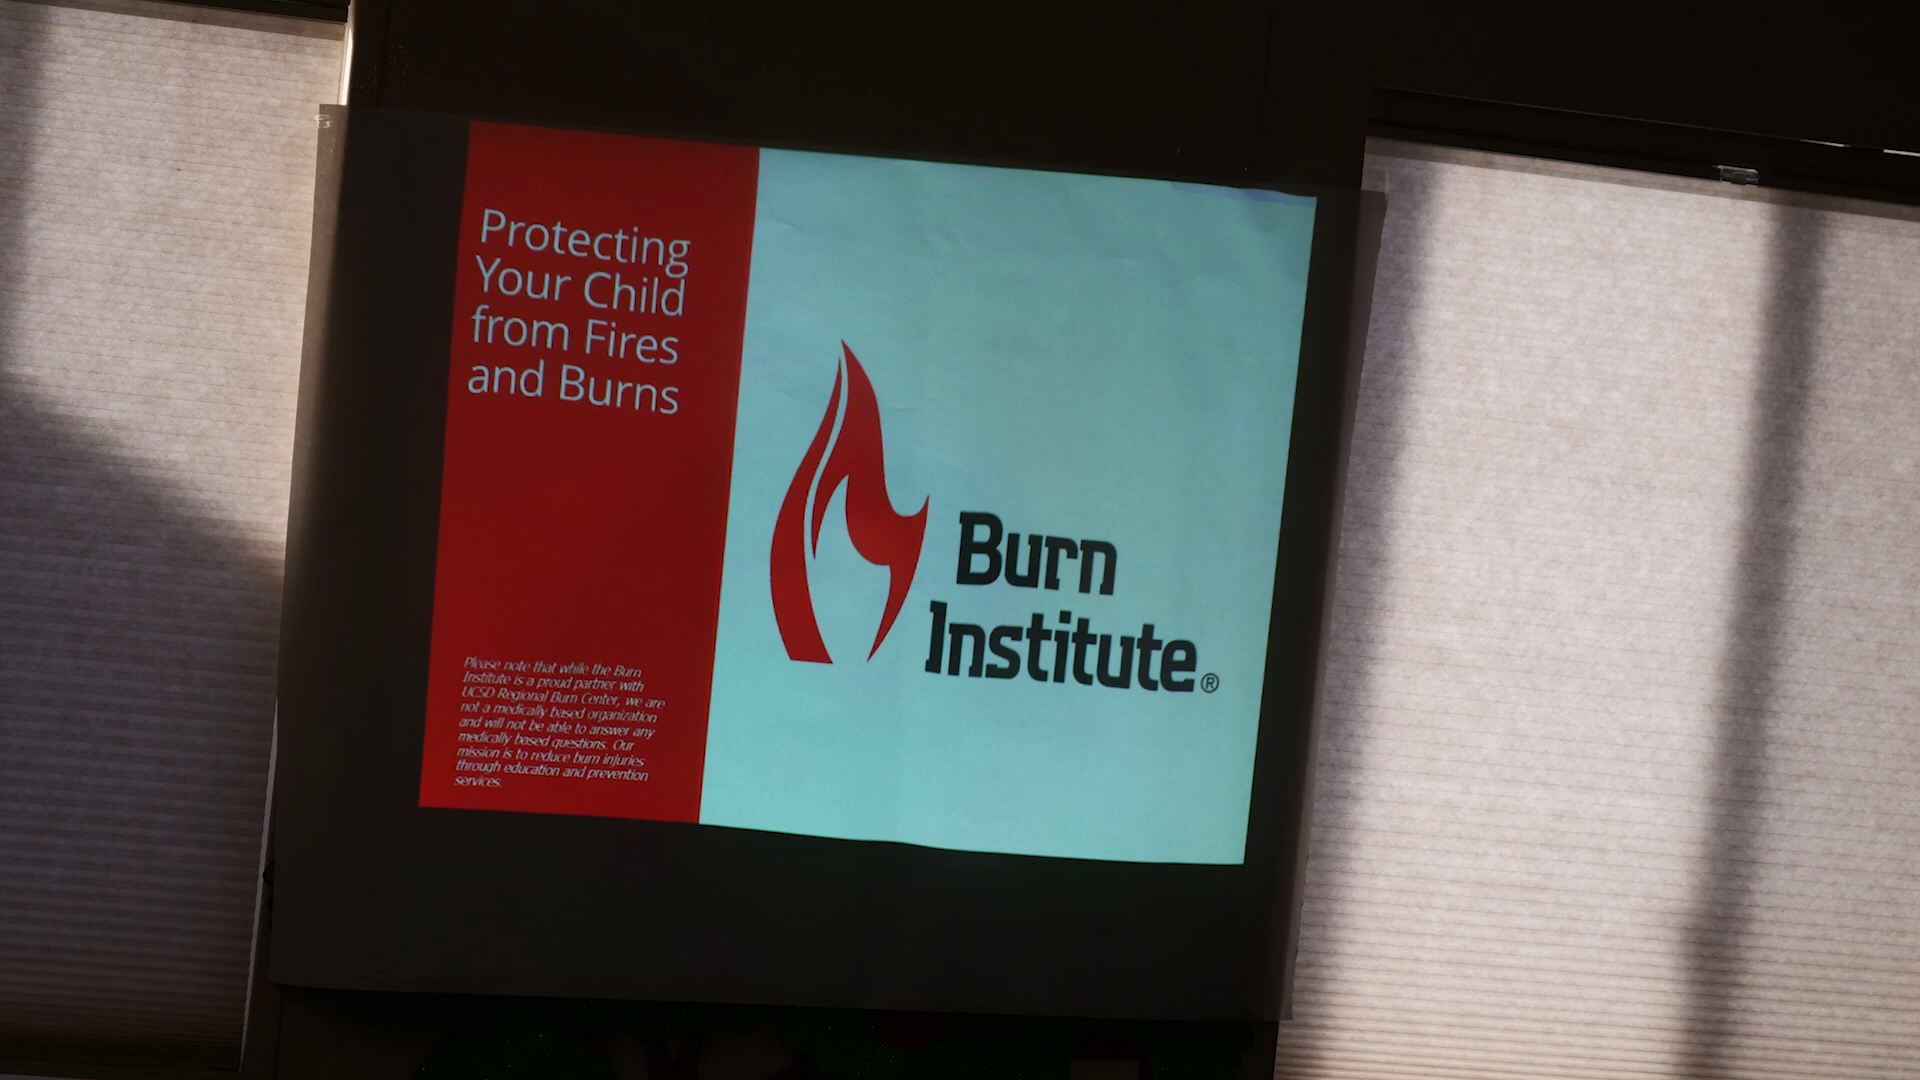 Protecting
Your Child
from Fires
and Burns
Please note that while the Burn
Institute is a proud partner with
UCSD Regional Burn Center, we are
not a medically based organization
and will not be able to answer any
medically based questions. Our
mission is to reduce burn injuries
through education and prevention
services.
Burn
Institute®